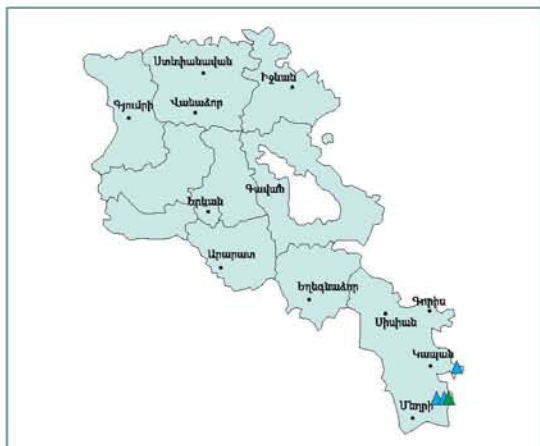 Ստեփանավան
Իջևան
Գյումրի
Վանաձոր
Գավառ
Երևան
Արարատ
Եղեգնաձոր
Գորիս
Սիսիան
Կապան
Մեղրի